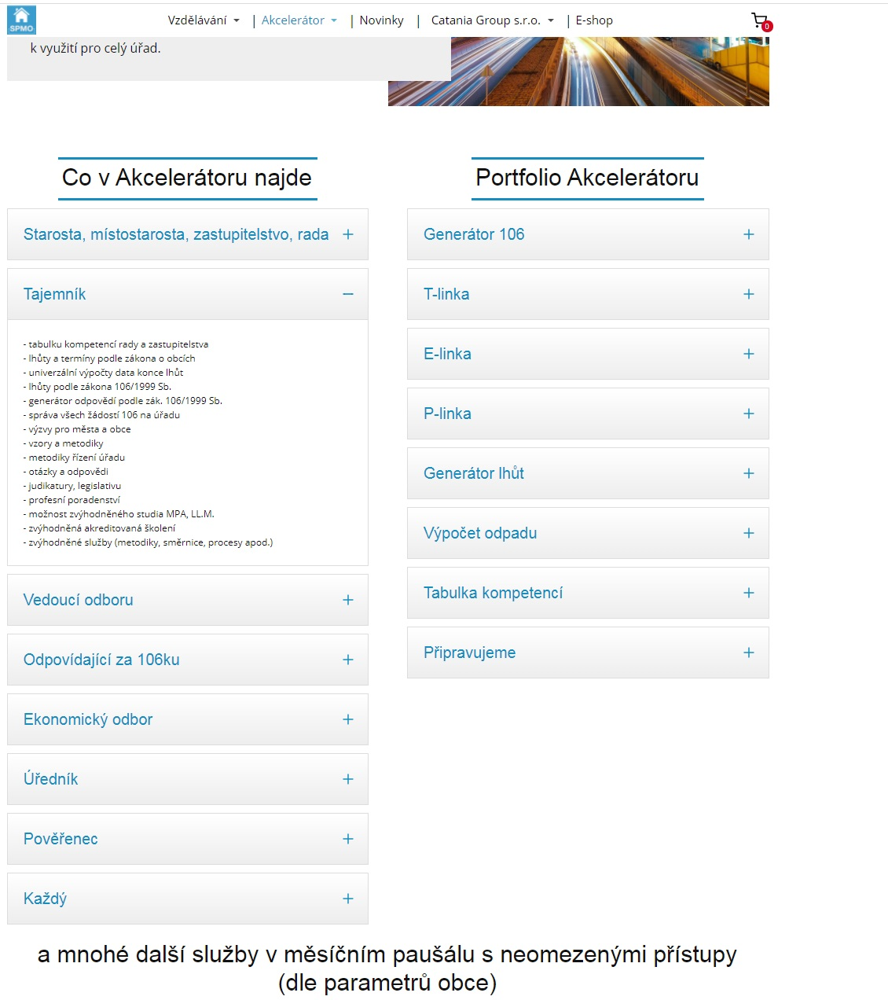 SPMO
Vzdělávání | Akcelerátor | Novinky | Catania Group s.r.o. | E-shop
0
k využití pro celý úřad.
Co v Akcelerátoru najde
Starosta, místostarosta, zastupitelstvo, rada +
Tajemník −
- tabulku kompetencí rady a zastupitelstva
- lhůty a termíny podle zákona o obcích
- univerzální výpočty data konce lhůt
- lhůty podle zákona 106/1999 Sb.
- generátor odpovědí podle zák. 106/1999 Sb.
- správa všech žádostí 106 na úřadu
- výzvy pro města a obce
- vzory a metodiky
- metodiky řízení úřadu
- otázky a odpovědi
- judikatury, legislativu
- profesní poradenství
- možnost zvýhodněného studia MPA, LL.M.
- zvýhodněná akreditovaná školení
- zvýhodněné služby (metodiky, směrnice, procesy apod.)
Vedoucí odboru +
Odpovídající za 106ku +
Ekonomický odbor +
Úředník +
Pověřenec +
Každý +
Portfolio Akcelerátoru
Generátor 106 +
T-linka +
E-linka +
P-linka +
Generátor lhůt +
Výpočet odpadu +
Tabulka kompetencí +
Připravujeme +
a mnohé další služby v měsíčním paušálu s neomezenými přístupy
(dle parametrů obce)